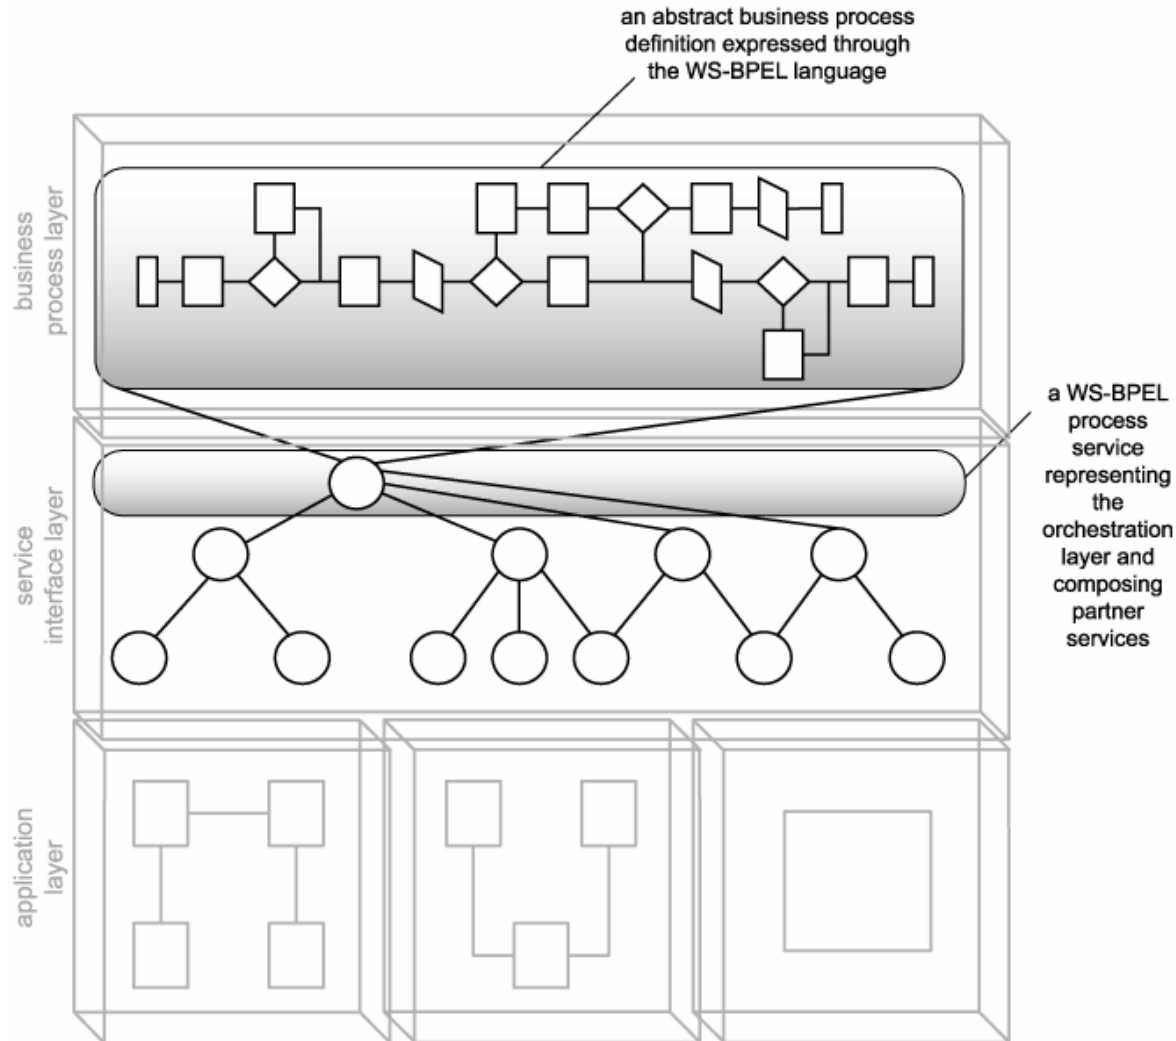 an abstract business process
definition expressed through
the WS-BPEL language
business
process layer
a WS-BPEL
process
service
representing
the
orchestration
layer and
composing
partner
services
service
interface layer
application
layer